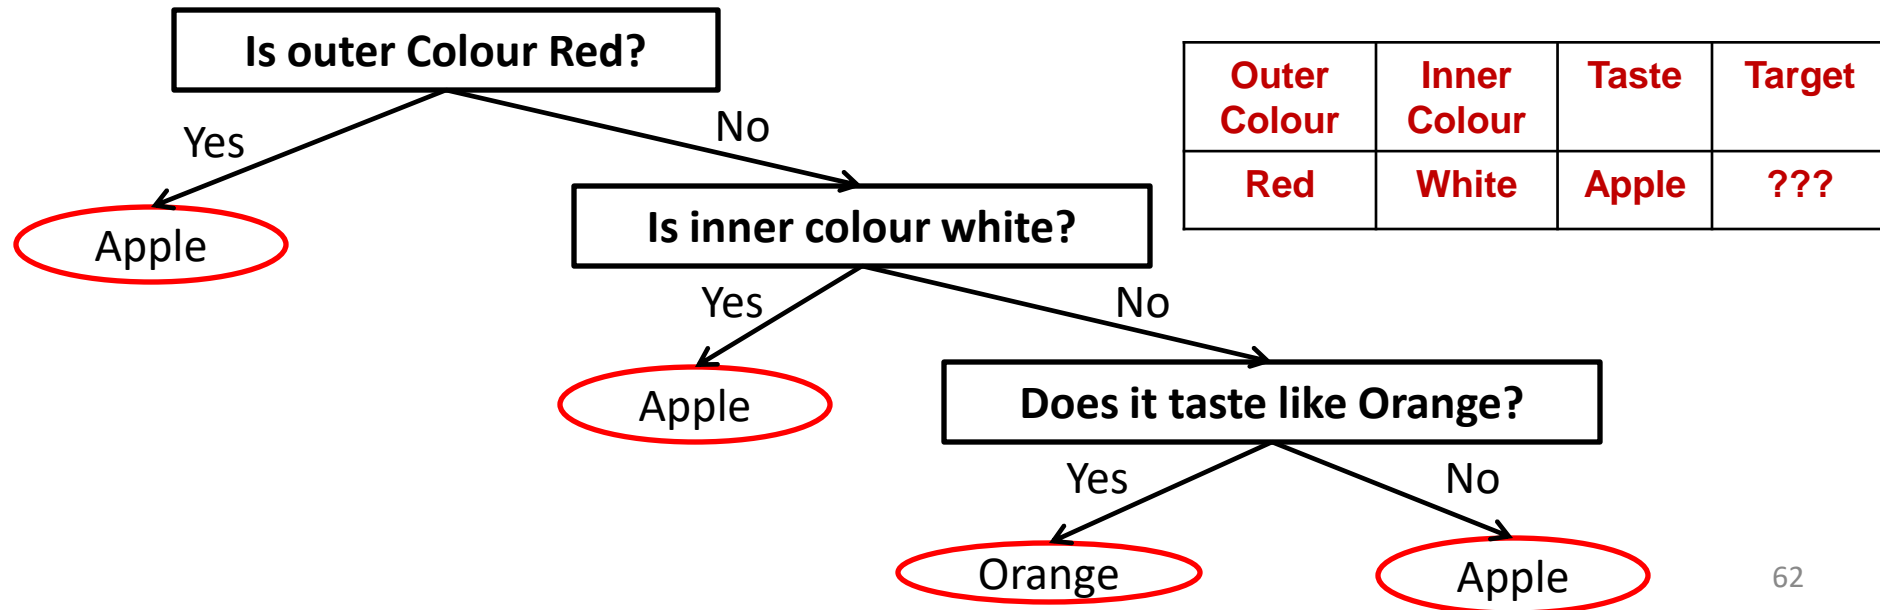 Is outer Colour Red?
Yes
No
Apple
Is inner colour white?
Yes
No
Apple
Does it taste like Orange?
Yes
No
Orange
Apple
Outer Colour Inner Colour Taste Target
Red White Apple ???
62